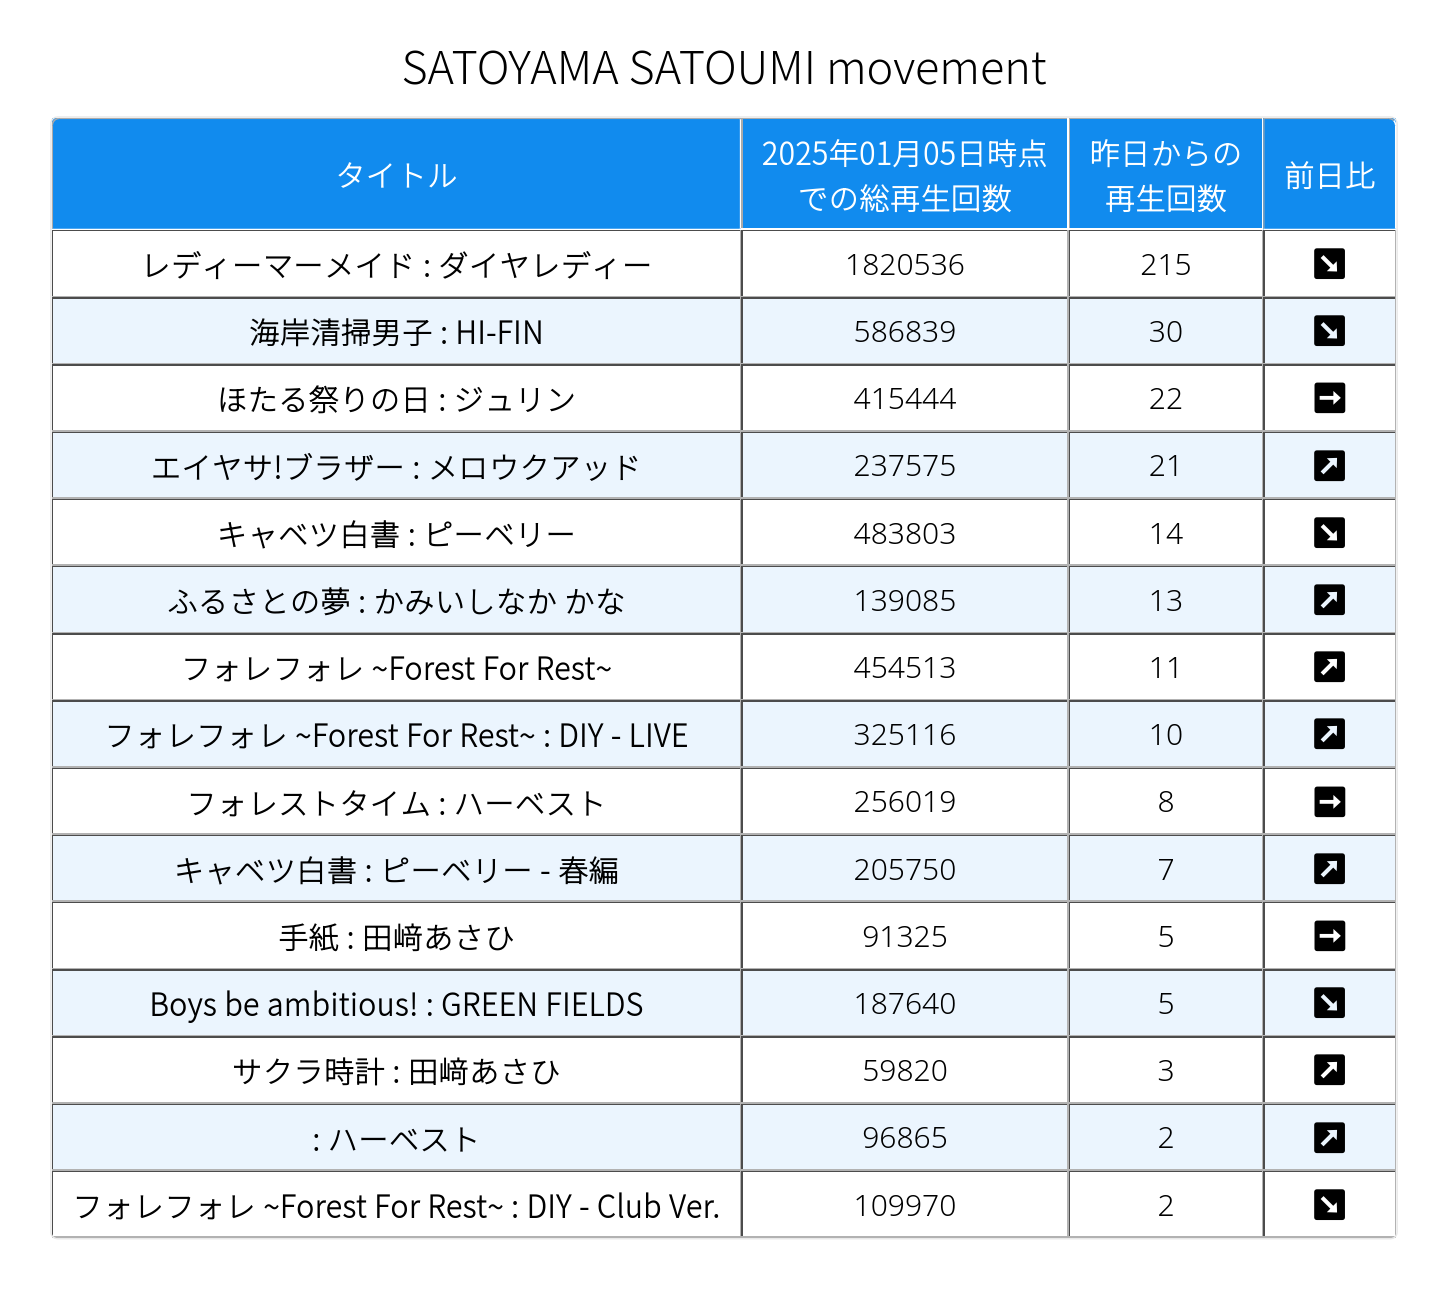 SATOYAMA SATOUMI movement
タイトル 2025年01月05日時点 昨日からの 前日比
での総再生回数 再生回数
レディーマーメイド : ダイヤレディー 1820536 215 ↘
海岸清掃男子 : HI-FIN 586839 30 ↘
ほたる祭りの日 : ジュリン 415444 22 →
エイヤサ!ブラザー : メロウクアッド 237575 21 ↗
キャベツ白書 : ピーベリー 483803 14 ↘
ふるさとの夢 : かみいしなか かな 139085 13 ↗
フォレフォレ ~Forest For Rest~ 454513 11 ↗
フォレフォレ ~Forest For Rest~ : DIY - LIVE 325116 10 ↗
フォレストタイム : ハーベスト 256019 8 →
キャベツ白書 : ピーベリー - 春編 205750 7 ↗
手紙 : 田﨑あさひ 91325 5 →
Boys be ambitious! : GREEN FIELDS 187640 5 ↘
サクラ時計 : 田﨑あさひ 59820 3 ↗
: ハーベスト 96865 2 ↗
フォレフォレ ~Forest For Rest~ : DIY - Club Ver. 109970 2 ↘